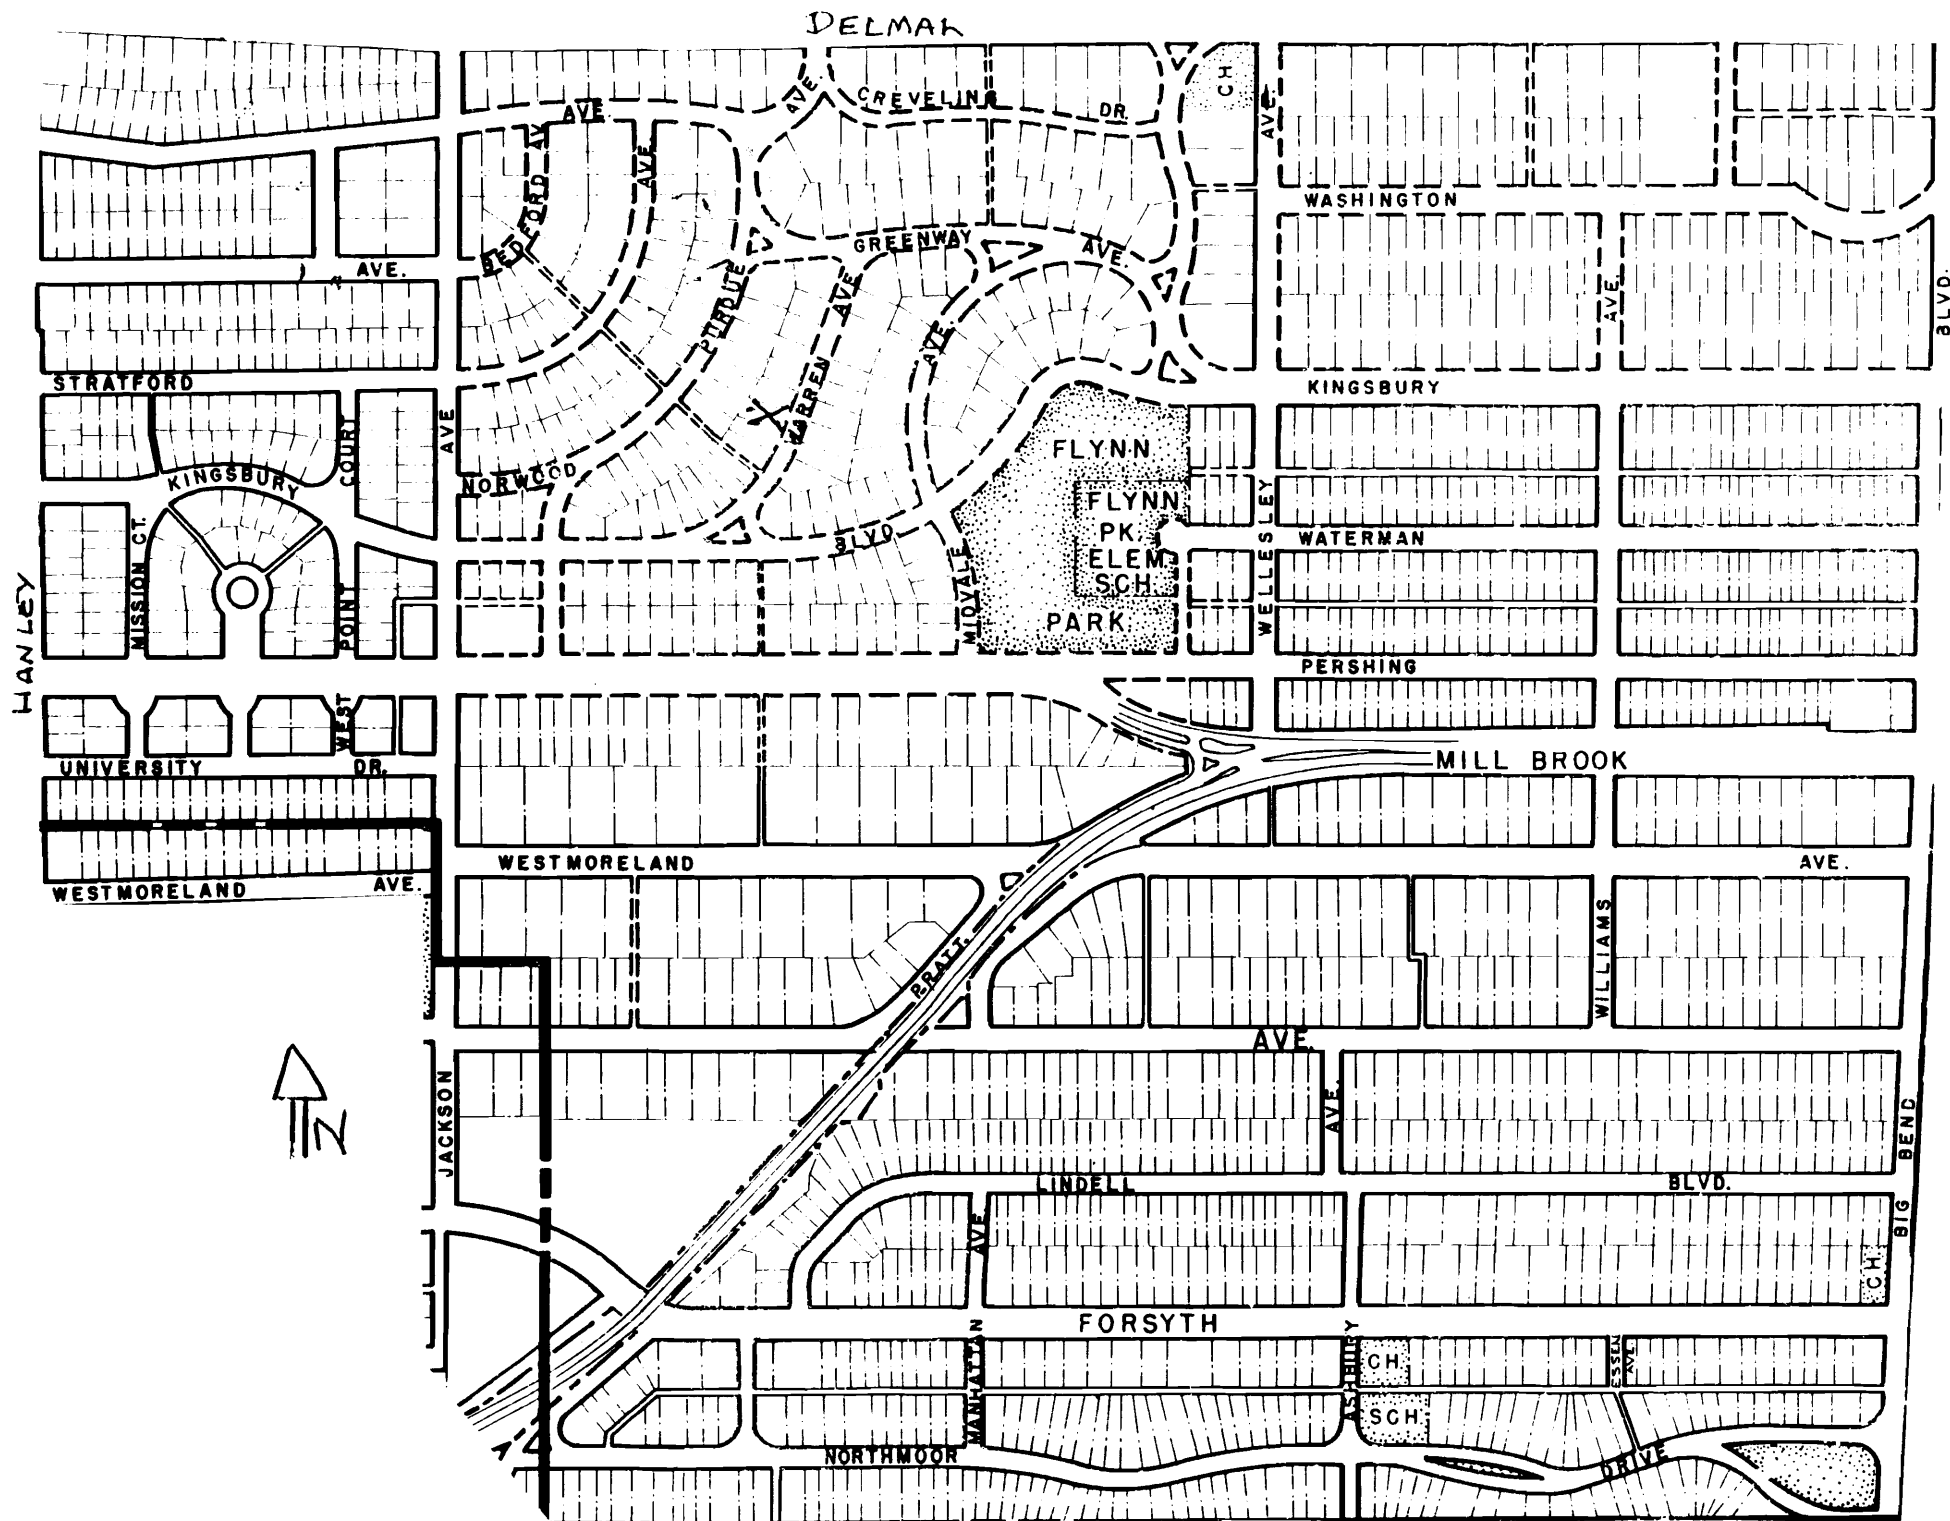 DELMAR
CREVELING
DR.
AVE.
CH
AVE.
AVE.
BEDFORD AV
AVE.
WASHINGTON
GREENWAY
AVE.
AVE.
PURDUE
AVE
AVE.
AVE.
BLVD.
STRATFORD
KINGSBURY
COURT
AVE
WARREN
X
FLYNN
NORWOOD
KINGSBURY
FLYNN
PK.
ELEM.
SCH.
PARK
WELLESLEY
WATERMAN
BLVD.
MISSION CT.
MIDVALE
HANLEY
POINT
WEST
PERSHING
UNIVERSITY
DR.
MILL BROOK
WESTMORELAND
AVE.
WESTMORELAND
AVE.
WILLIAMS
PRATT
AVE.
N
JACKSON
AVE.
BIG BEND
LINDELL
BLVD.
AVE
CH
FORSYTH
MANHATTAN
ASHBURY
CH.
ESSEN
AVE.
SCH
NORTHMOOR
DRIVE